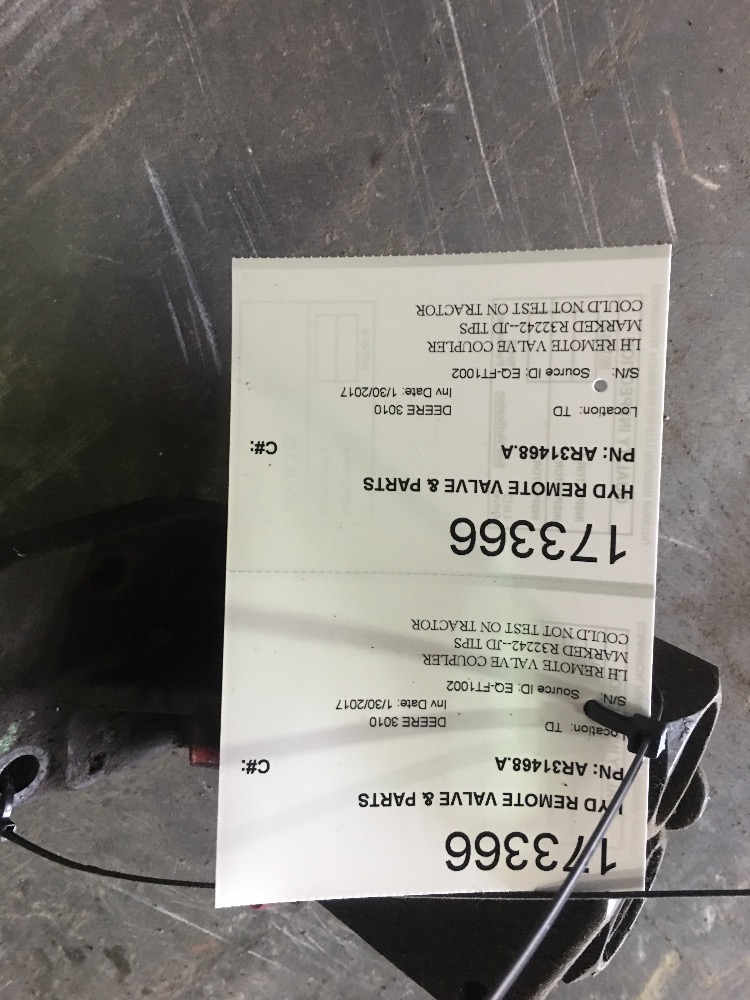 173366
HYD REMOTE VALVE & PARTS
PN: AR31468.A C#:
Location: TD DEERE 3010
Inv Date: 1/30/2017
S/N: Source ID: EQ-FT1002
LH REMOTE VALVE COUPLER
MARKED R32242--JD TIPS
COULD NOT TEST ON TRACTOR
173366
HYD REMOTE VALVE & PARTS
PN: AR31468.A C#:
Location: TD DEERE 3010
Inv Date: 1/30/2017
S/N: Source ID: EQ-FT1002
LH REMOTE VALVE COUPLER
MARKED R32242--JD TIPS
COULD NOT TEST ON TRACTOR